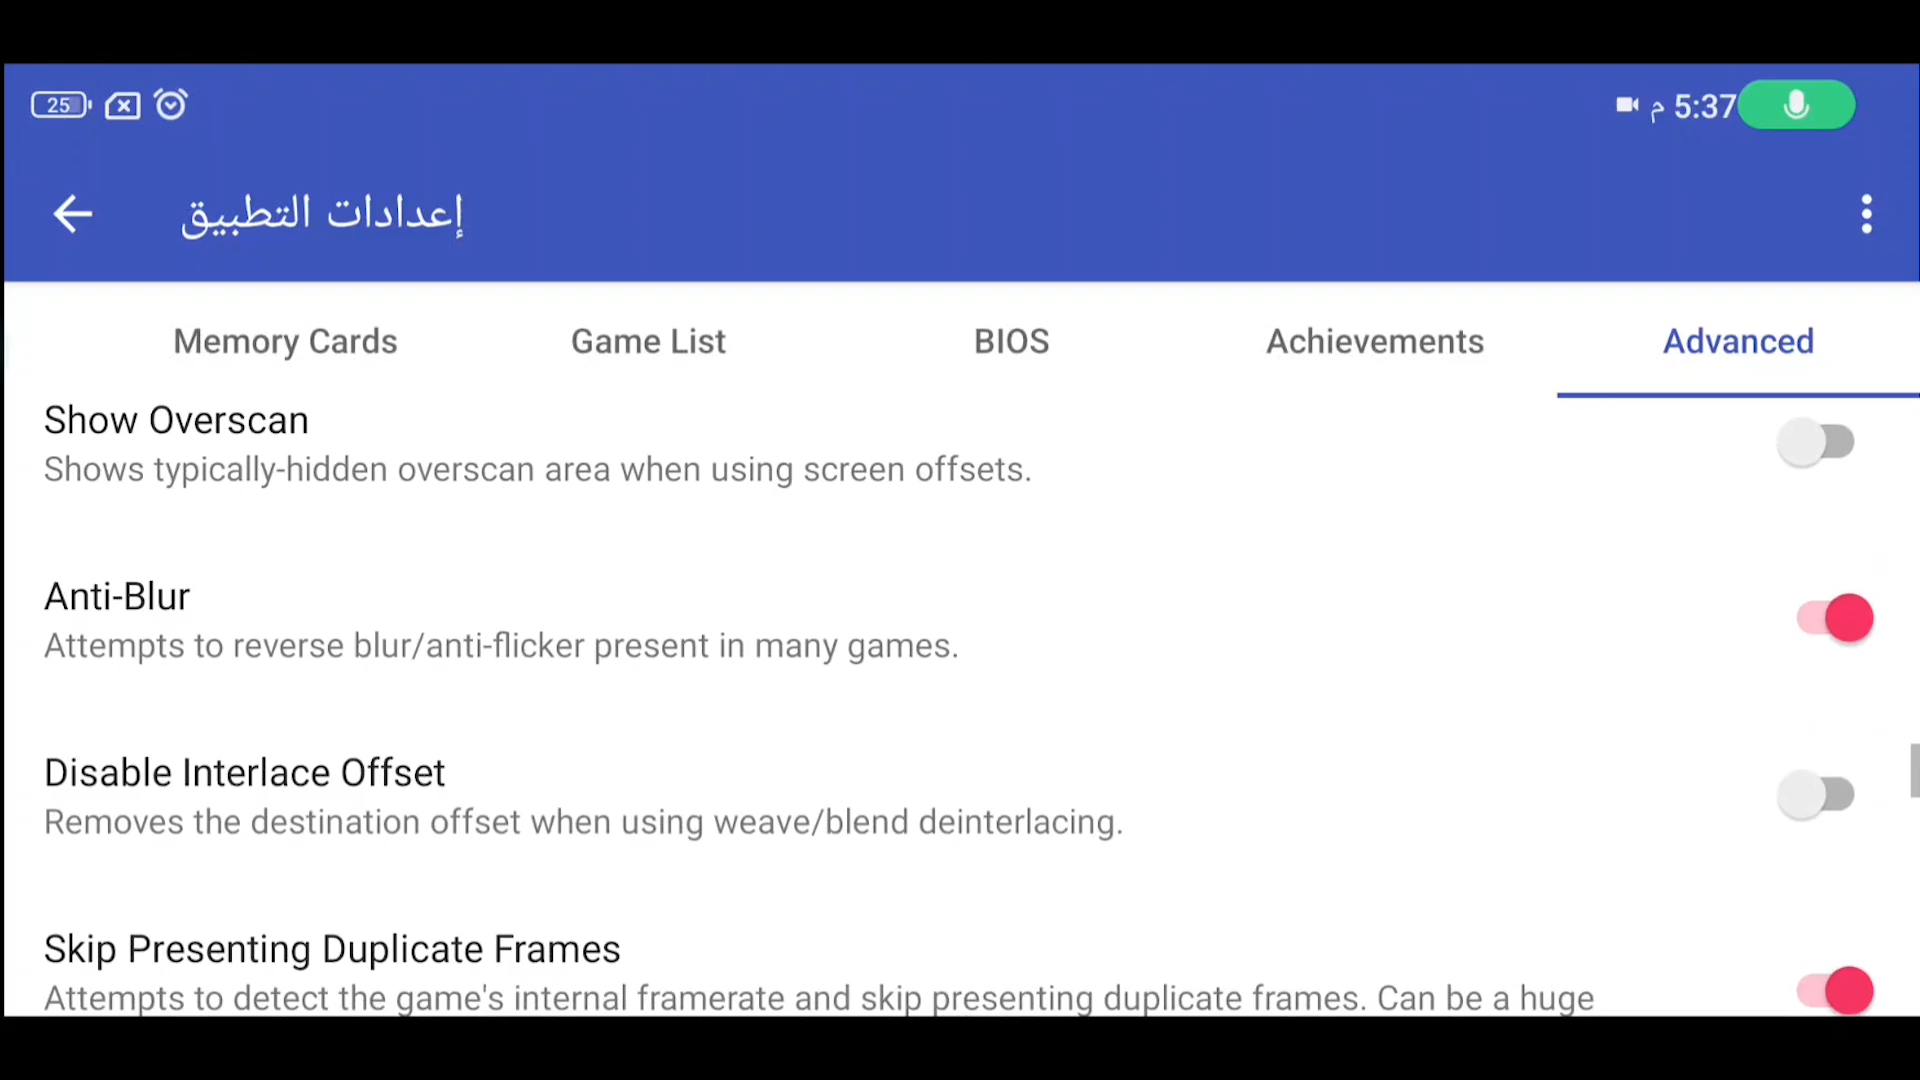 25
5:37 م
إعدادات التطبيق
Memory Cards
Game List
BIOS
Achievements
Advanced
Show Overscan
Shows typically-hidden overscan area when using screen offsets.
Anti-Blur
Attempts to reverse blur/anti-flicker present in many games.
Disable Interlace Offset
Removes the destination offset when using weave/blend deinterlacing.
Skip Presenting Duplicate Frames
Attempts to detect the game's internal framerate and skip presenting duplicate frames. Can be a huge